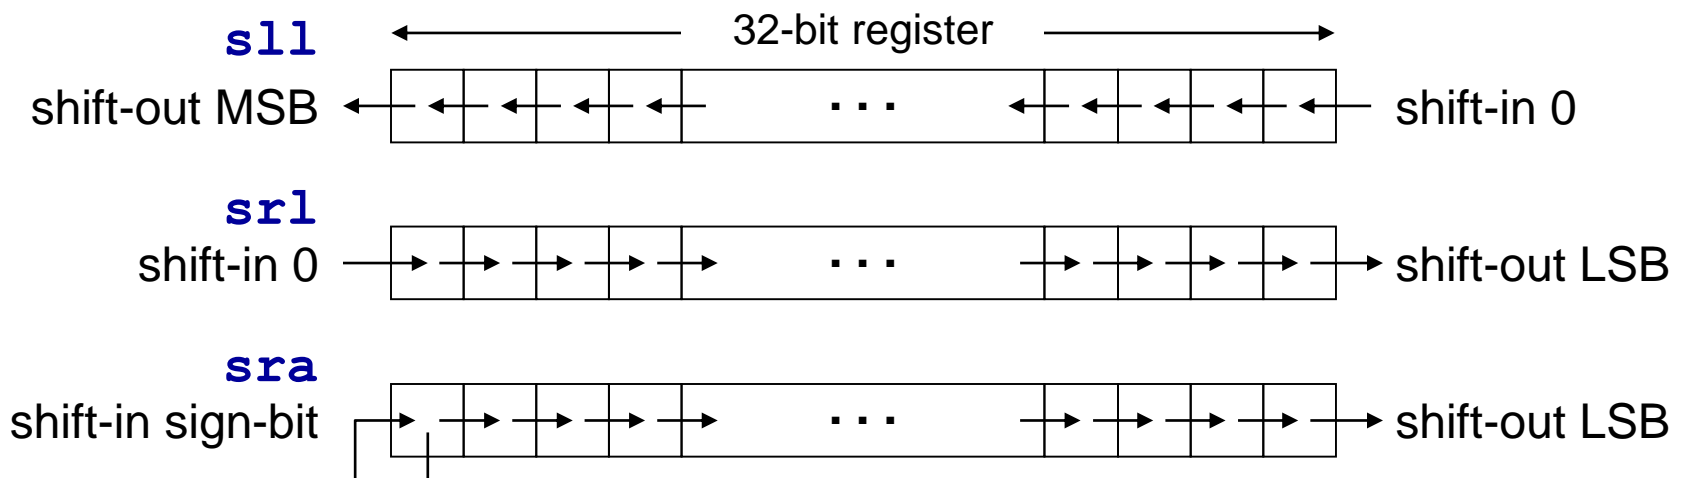 sll
32-bit register
shift-out MSB ... shift-in 0
srl
shift-in 0 ... shift-out LSB
sra
shift-in sign-bit ... shift-out LSB